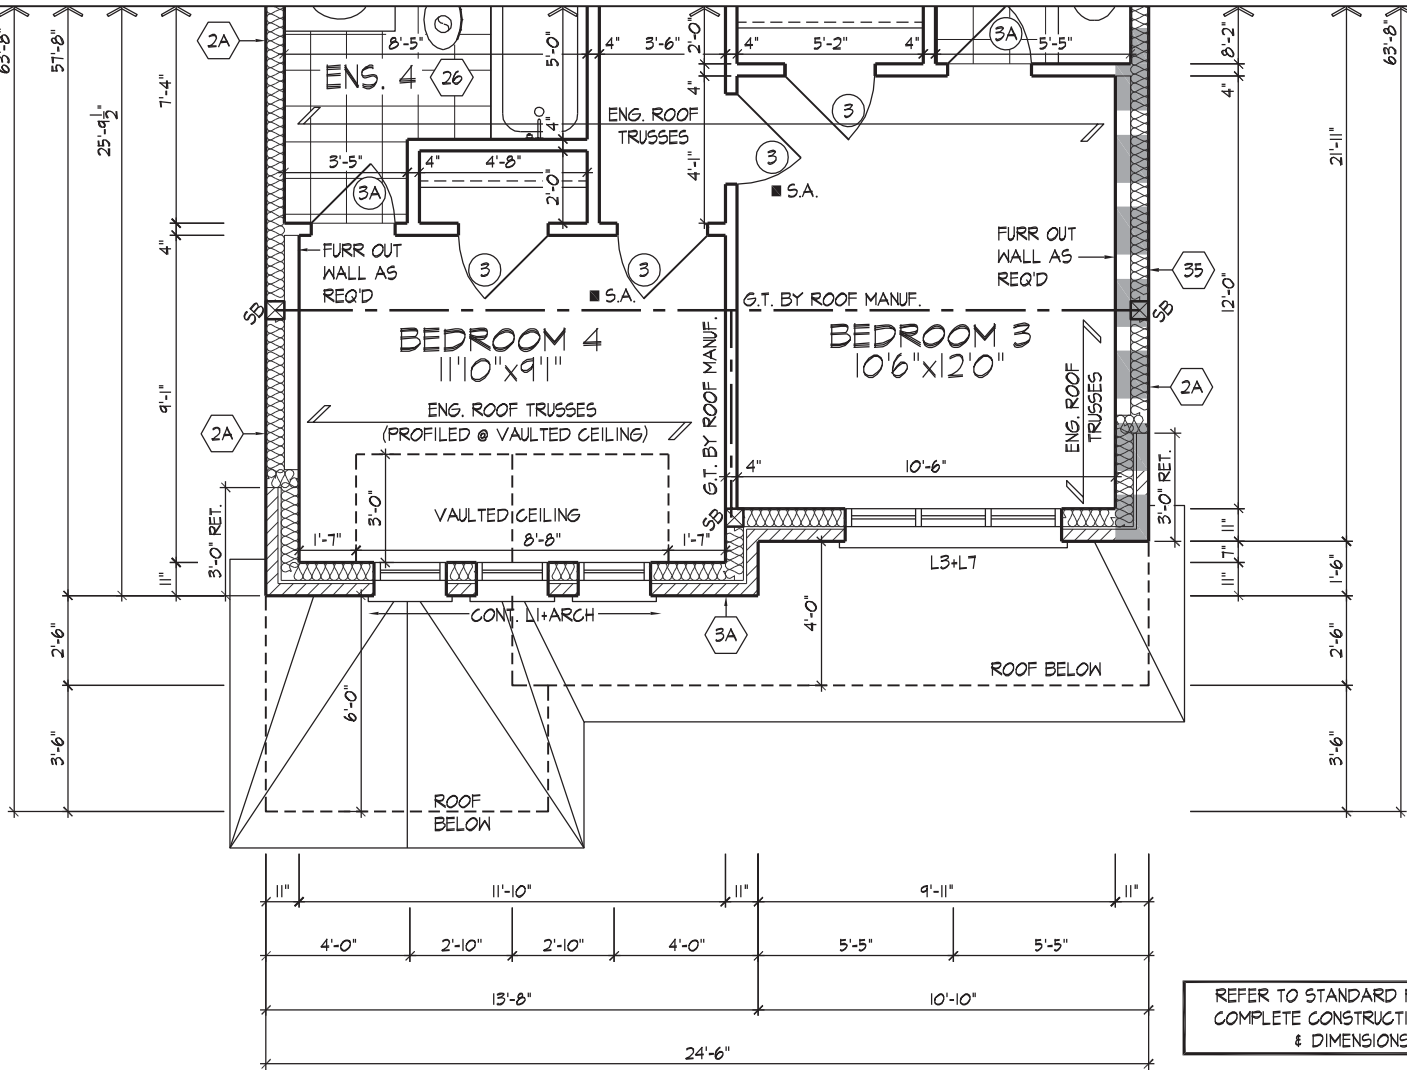 63'-8"
57'-8"
25'-9 1/2"
7'-4"
4"
9'-1"
11"
2A
8'-5"
5'-0"
4"
3'-6"
2'-0"
4"
5'-2"
4"
3A
5'-5"
8'-2"
4"
21'-11"
63'-8"
ENS. 4
26
ENG. ROOF
TRUSSES
4"
4"
3
3
3'-5"
4"
4'-8"
4'-1"
3A
2'-0"
S.A.
FURR OUT
WALL AS
REQ'D
3
3
S.A.
FURR OUT
WALL AS
REQ'D
35
12'-0"
SB
G.T. BY ROOF MANUF.
SB
BEDROOM 4
11'10"x9'1"
BEDROOM 3
10'6"x12'0"
G.T. BY ROOF MANUF.
ENG. ROOF
TRUSSES
2A
ENG. ROOF TRUSSES
(PROFILED @ VAULTED CEILING)
2A
4"
10'-6"
3'-0" RET.
3'-0" RET.
3'-0"
VAULTED CEILING
SB
1'-7"
8'-8"
1'-7"
L3+L7
11"
7"
11"
1'-6"
CONT. L1+ARCH
3A
4'-0"
2'-6"
2'-6"
ROOF BELOW
6'-0"
3'-6"
3'-6"
ROOF
BELOW
11"
11'-10"
11"
9'-11"
11"
4'-0"
2'-10"
2'-10"
4'-0"
5'-5"
5'-5"
13'-8"
10'-10"
24'-6"
REFER TO STANDARD
COMPLETE CONSTRUCTI
& DIMENSIONS